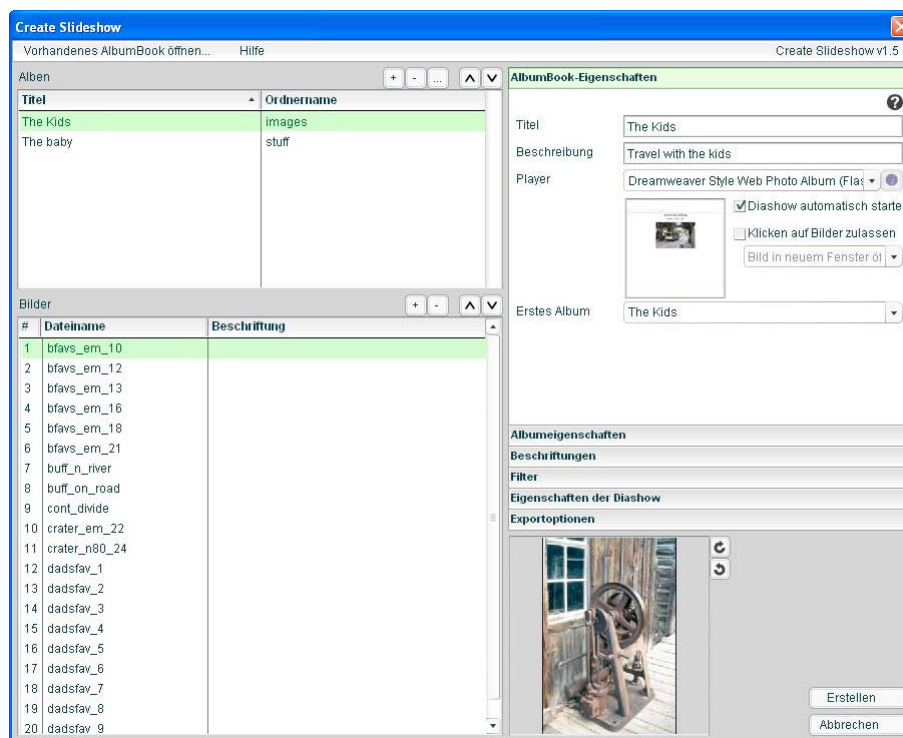 Create Slideshow
Vorhandenes AlbumBook öffnen... Hilfe Create Slideshow v1.5
Alben + - ...
Titel Ordnername
The Kids images
The baby stuff
Bilder + -
# Dateiname Beschriftung
1 bfavs_em_10
2 bfavs_em_12
3 bfavs_em_13
4 bfavs_em_16
5 bfavs_em_18
6 bfavs_em_21
7 buff_n_river
8 buff_on_road
9 cont_divide
10 crater_em_22
11 crater_n80_24
12 dadsfav_1
13 dadsfav_2
14 dadsfav_3
15 dadsfav_4
16 dadsfav_5
17 dadsfav_6
18 dadsfav_7
19 dadsfav_8
20 dadsfav_9
AlbumBook-Eigenschaften
?
Titel The Kids
Beschreibung Travel with the kids
Player Dreamweaver Style Web Photo Album (Flas
Diashow automatisch starte
Klicken auf Bilder zulassen
Bild in neuem Fenster öf
Erstes Album The Kids
Albumeigenschaften
Beschriftungen
Filter
Eigenschaften der Diashow
Exportoptionen
Erstellen
Abbrechen